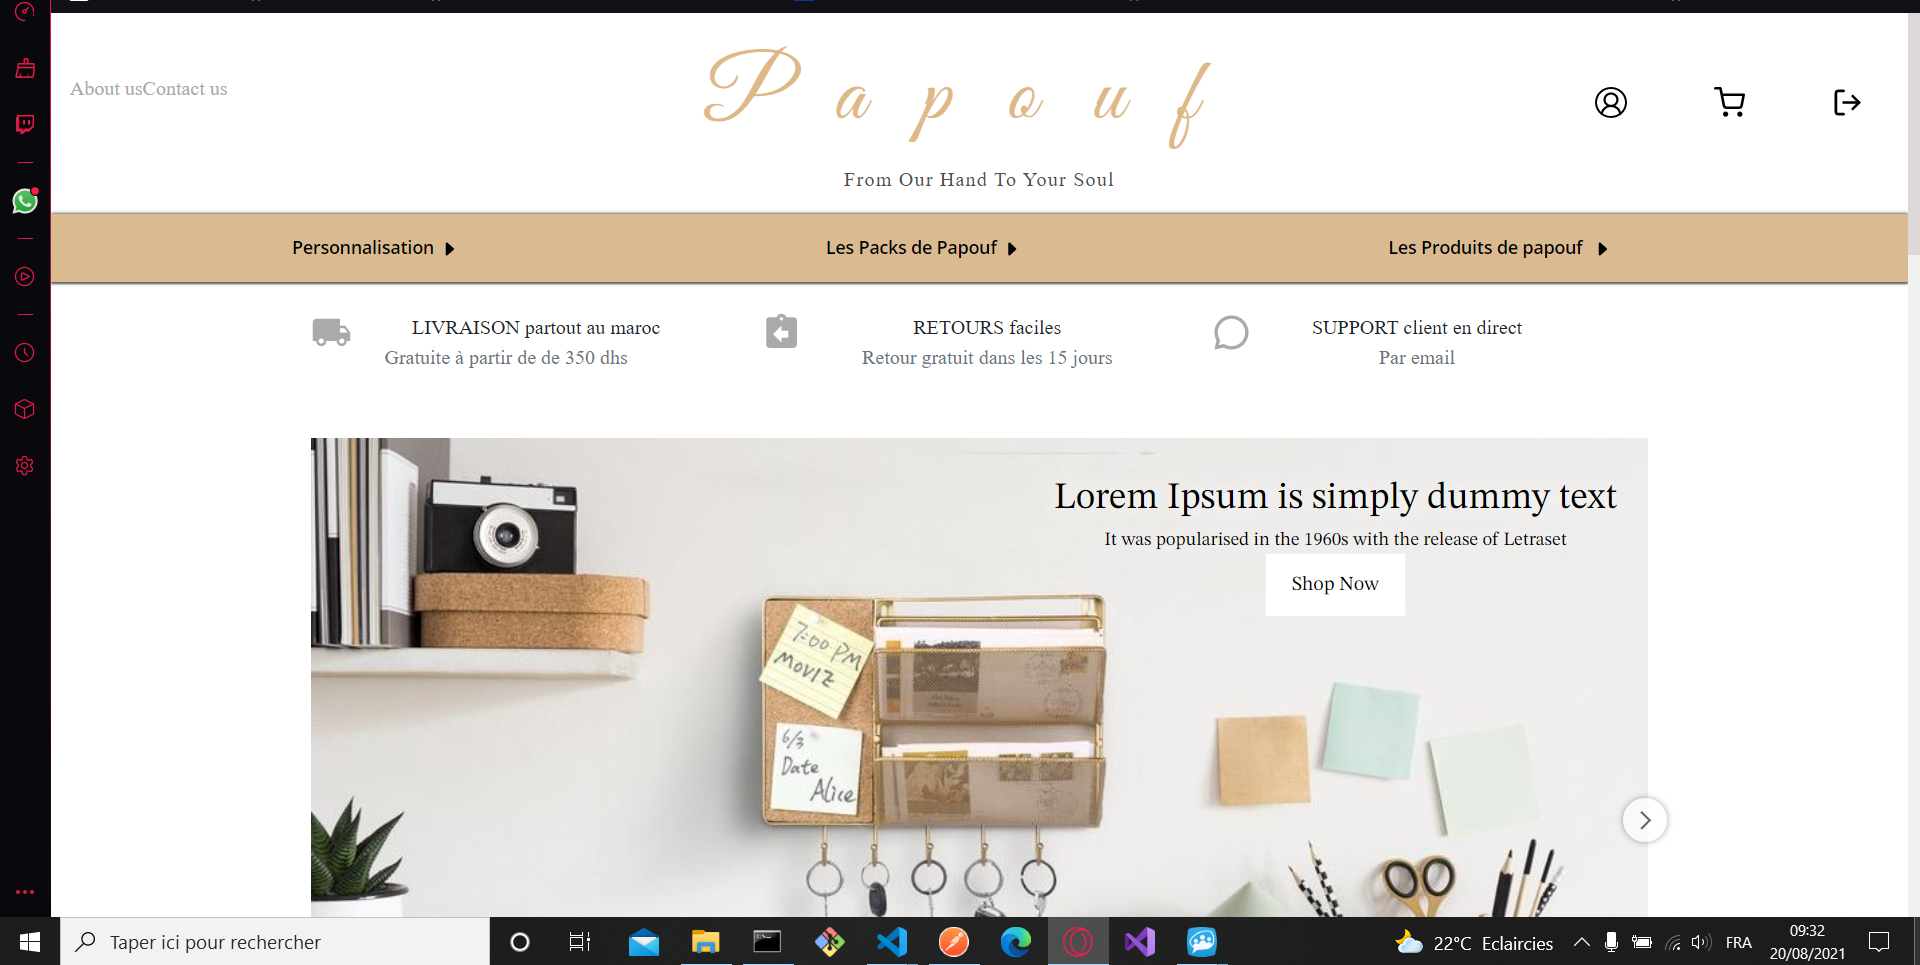 About us Contact us
Papouf
From Our Hand To Your Soul
Personnalisation
Les Packs de Papouf
Les Produits de papouf
LIVRAISON partout au maroc
Gratuite à partir de de 350 dhs
RETOURS faciles
Retour gratuit dans les 15 jours
SUPPORT client en direct
Par email
Lorem Ipsum is simply dummy text
It was popularised in the 1960s with the release of Letraset
Shop Now
7:00 PM
MOVIE
6/3
Date
Alice
Taper ici pour rechercher
22°C Eclaircies
FRA
09:32
20/08/2021